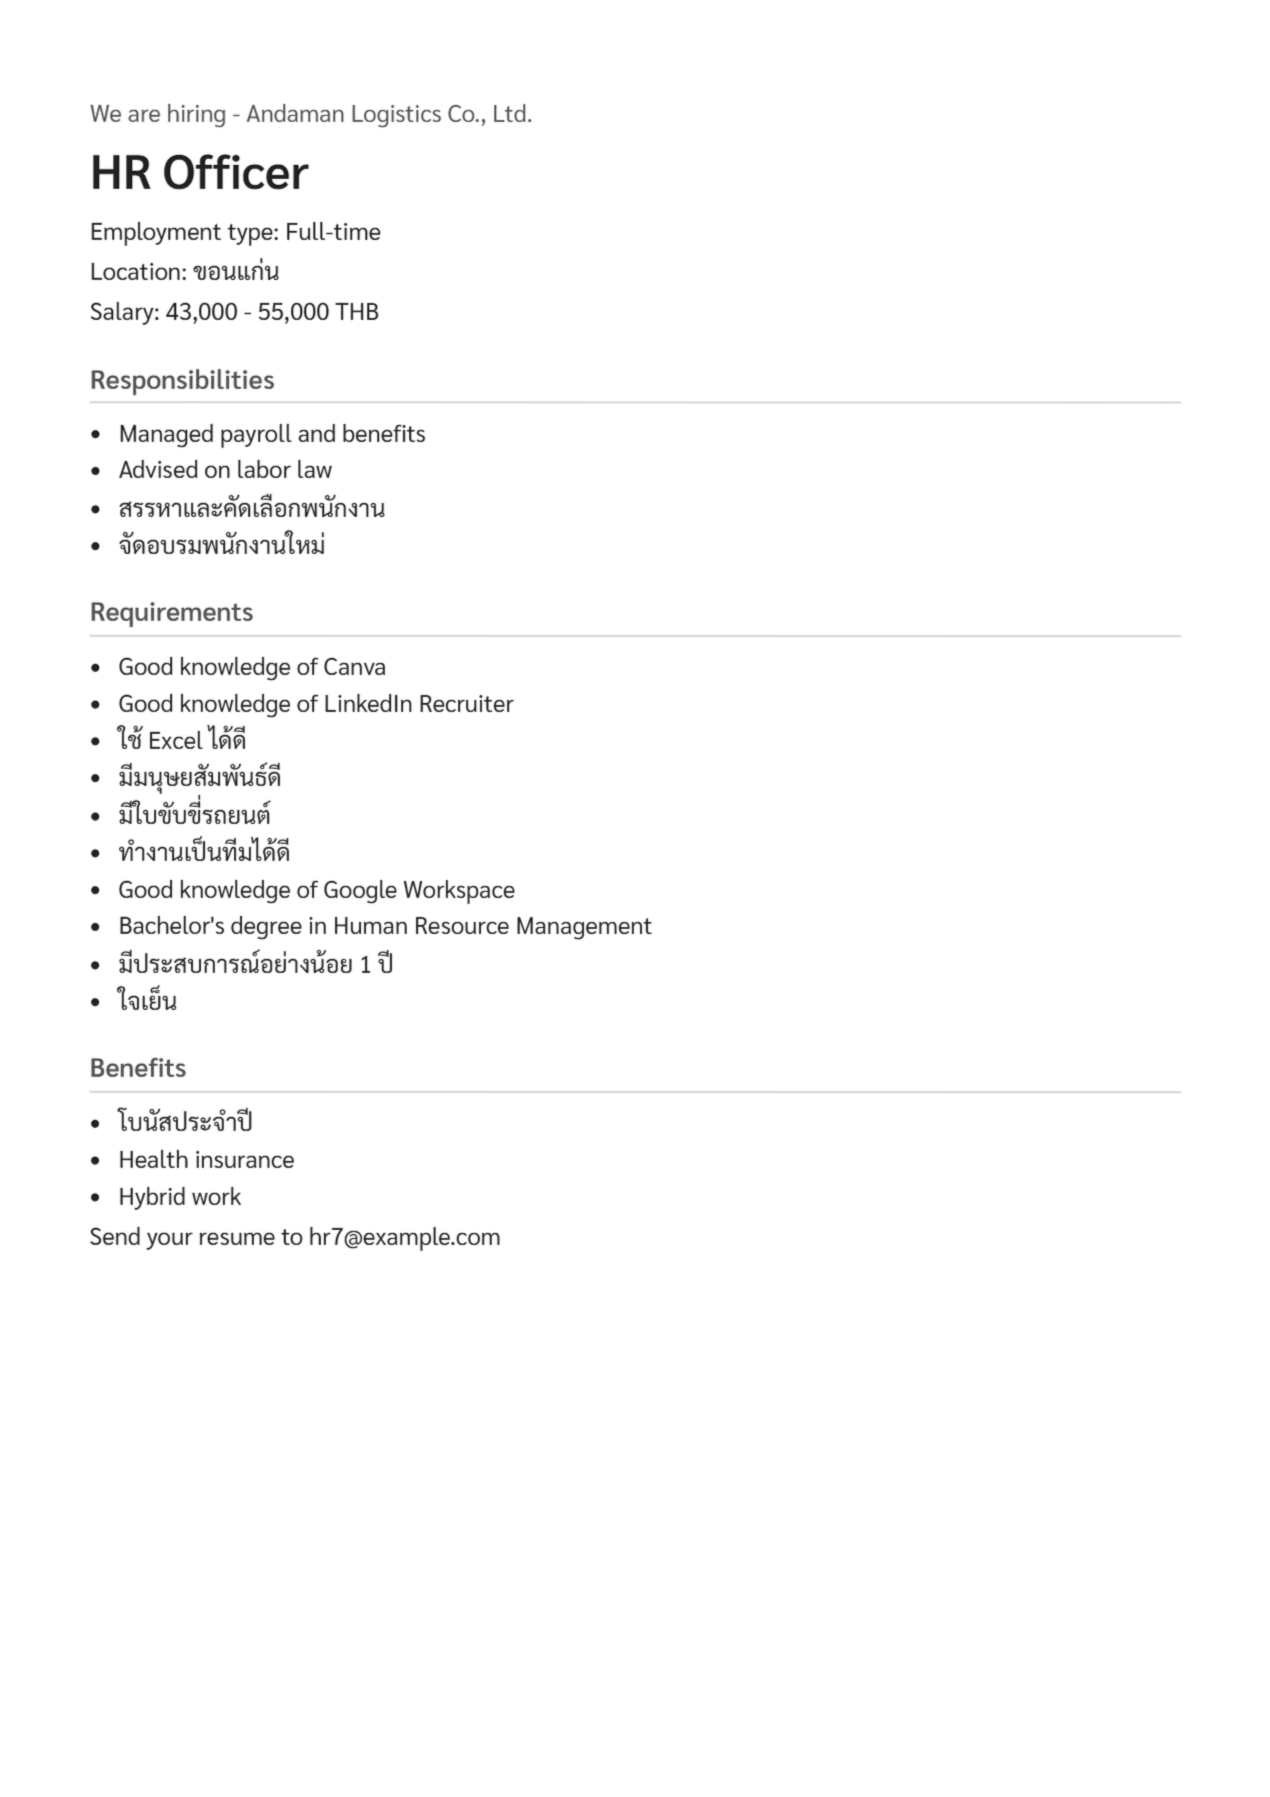 We are hiring - Andaman Logistics Co., Ltd.
HR Officer
Employment type: Full-time
Location: ขอนแก่น
Salary: 43,000 - 55,000 THB
Responsibilities
• Managed payroll and benefits
• Advised on labor law
• สรรหาและคัดเลือกพนักงาน
• จัดอบรมพนักงานใหม่
Requirements
• Good knowledge of Canva
• Good knowledge of LinkedIn Recruiter
• ใช้ Excel ได้ดี
• มีมนุษยสัมพันธ์ดี
• มีใบขับขี่รถยนต์
• ทำงานเป็นทีมได้ดี
• Good knowledge of Google Workspace
• Bachelor's degree in Human Resource Management
• มีประสบการณ์อย่างน้อย 1 ปี
• ใจเย็น
Benefits
• โบนัสประจำปี
• Health insurance
• Hybrid work
Send your resume to hr7@example.com